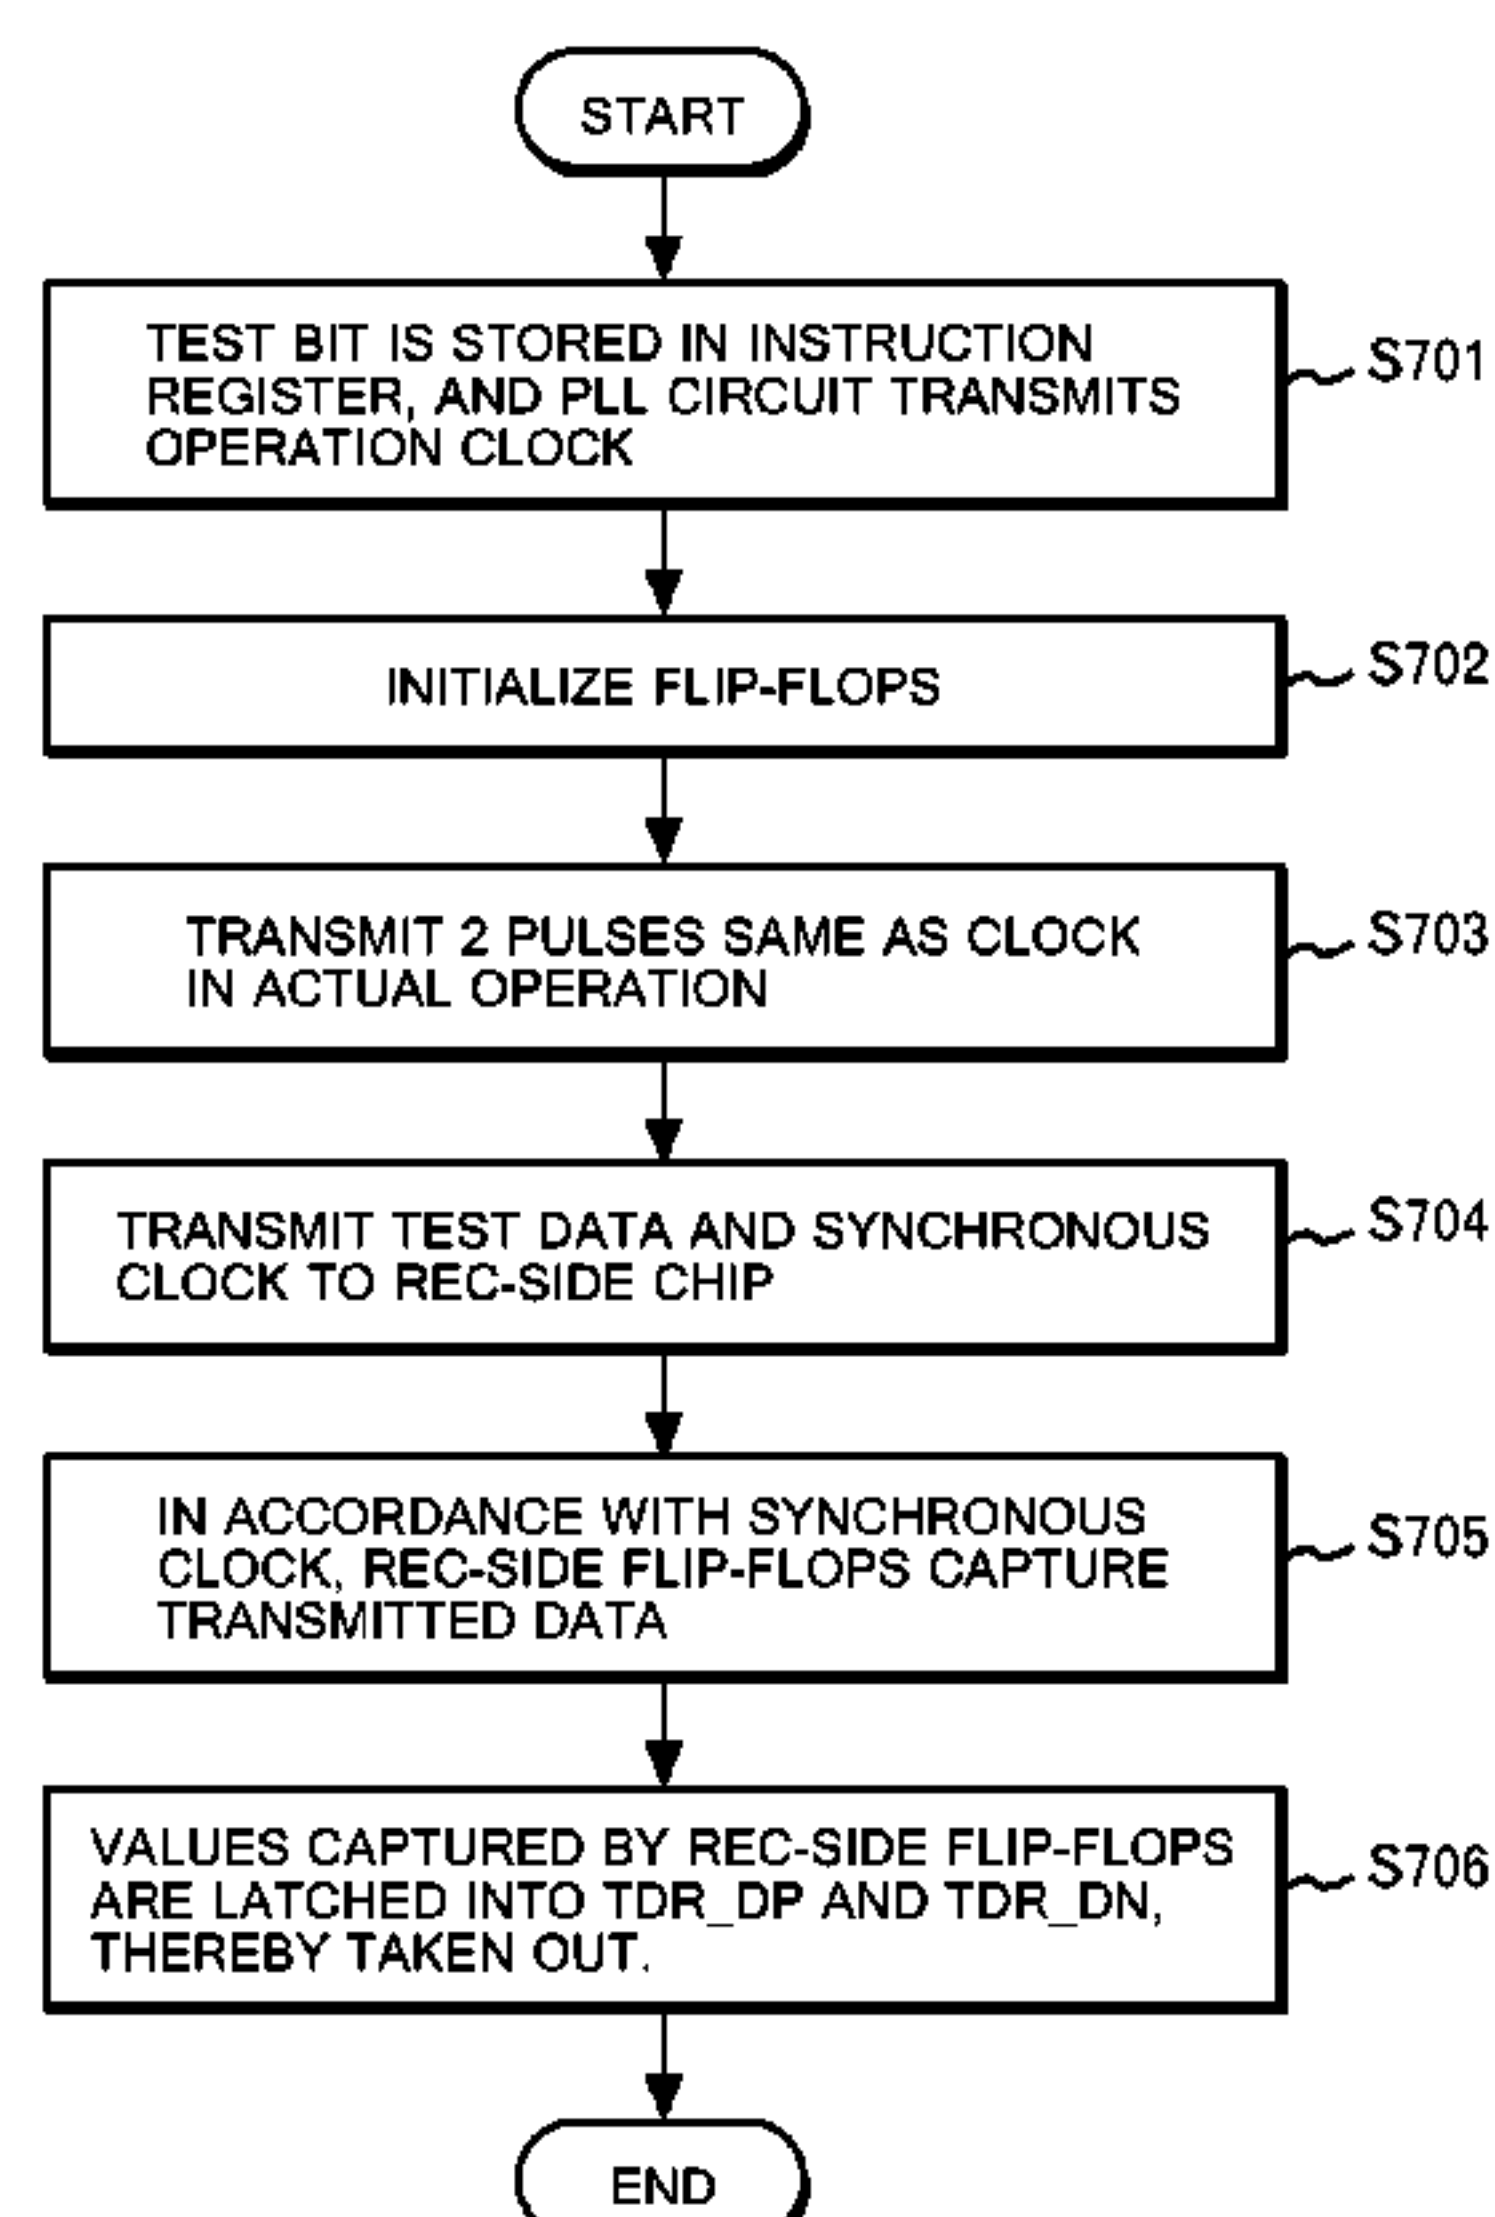 START
TEST BIT IS STORED IN INSTRUCTION
REGISTER, AND PLL CIRCUIT TRANSMITS
OPERATION CLOCK
S701
INITIALIZE FLIP-FLOPS
S702
TRANSMIT 2 PULSES SAME AS CLOCK
IN ACTUAL OPERATION
S703
TRANSMIT TEST DATA AND SYNCHRONOUS
CLOCK TO REC-SIDE CHIP
S704
IN ACCORDANCE WITH SYNCHRONOUS
CLOCK, REC-SIDE FLIP-FLOPS CAPTURE
TRANSMITTED DATA
S705
VALUES CAPTURED BY REC-SIDE FLIP-FLOPS
ARE LATCHED INTO TDR_DP AND TDR_DN,
THEREBY TAKEN OUT.
S706
END